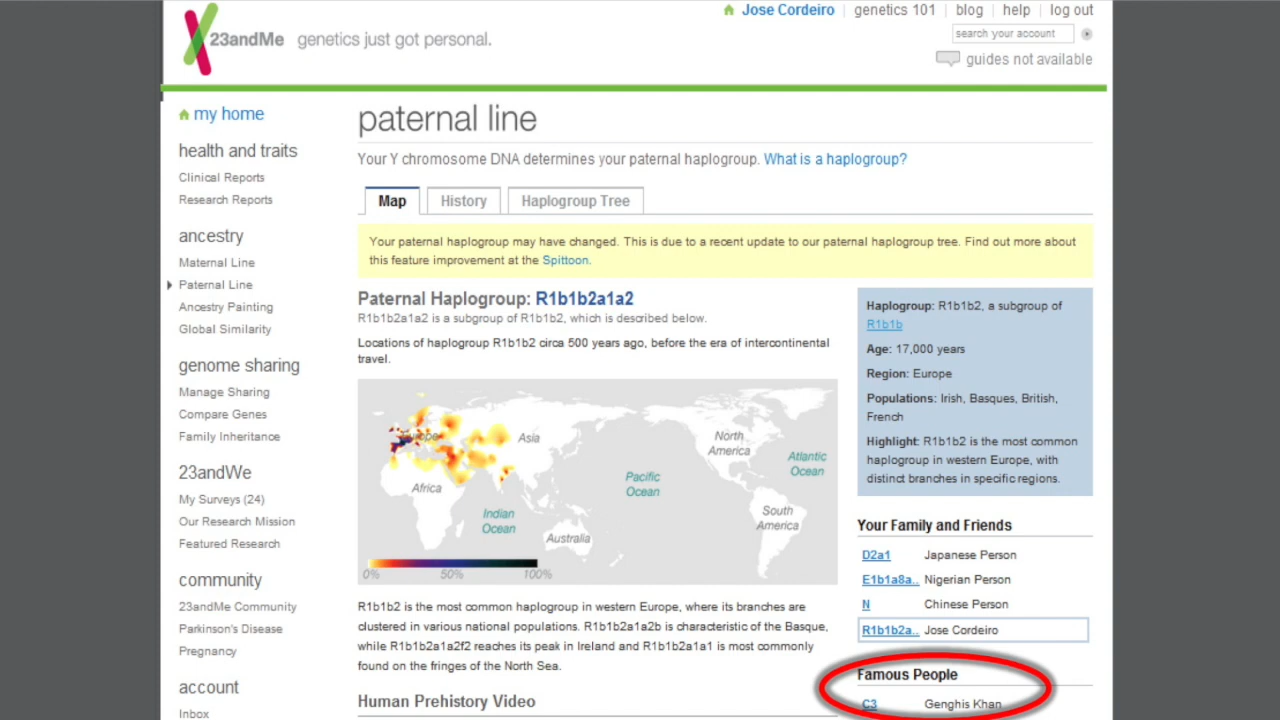 Jose Cordeiro | genetics 101 | blog | help | log out
23andMe genetics just got personal.
search your account
guides not available
my home
health and traits
Clinical Reports
Research Reports
ancestry
Maternal Line
Paternal Line
Ancestry Painting
Global Similarity
genome sharing
Manage Sharing
Compare Genes
Family Inheritance
23andWe
My Surveys (24)
Our Research Mission
Featured Research
community
23andMe Community
Parkinson's Disease
Pregnancy
account
Inbox
paternal line
Your Y chromosome DNA determines your paternal haplogroup. What is a haplogroup?
Map History Haplogroup Tree
Your paternal haplogroup may have changed. This is due to a recent update to our paternal haplogroup tree. Find out more about
this feature improvement at the Spittoon.
Paternal Haplogroup: R1b1b2a1a2
R1b1b2a1a2 is a subgroup of R1b1b2, which is described below.
Locations of haplogroup R1b1b2 circa 500 years ago, before the era of intercontinental
travel.
Europe
Asia
Africa
Indian
Ocean
Australia
Pacific
Ocean
North
America
Atlantic
Ocean
South
America
0% 50% 100%
R1b1b2 is the most common haplogroup in western Europe, where its branches are
clustered in various national populations. R1b1b2a1a2b is characteristic of the Basque,
while R1b1b2a1a2f2 reaches its peak in Ireland and R1b1b2a1a1 is most commonly
found on the fringes of the North Sea.
Human Prehistory Video
Haplogroup: R1b1b2, a subgroup of
R1b1b
Age: 17,000 years
Region: Europe
Populations: Irish, Basques, British,
French
Highlight: R1b1b2 is the most common
haplogroup in western Europe, with
distinct branches in specific regions.
Your Family and Friends
D2a1 Japanese Person
E1b1a8a.. Nigerian Person
N Chinese Person
R1b1b2a.. Jose Cordeiro
Famous People
C3 Genghis Khan